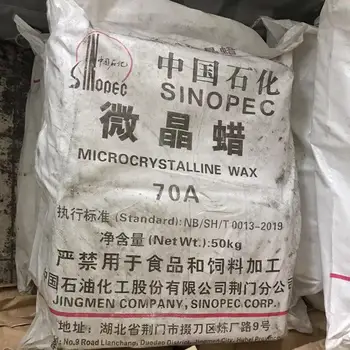 中国石化
SINOPEC
中国石化
SINOPEC
微晶蜡
MICROCRYSTALLINE WAX
70A
执行标准 (Standard): NB/SH/T 0013-2019
净含量 (Net Wt.): 50kg
严禁用于食品和饲料加工
中国石油化工股份有限公司荆门分公司
JINGMEN COMPANY, SINOPEC CORP.
地址: 湖北省荆门市掇刀区炼厂路9号
No.9 Road Lianchang,